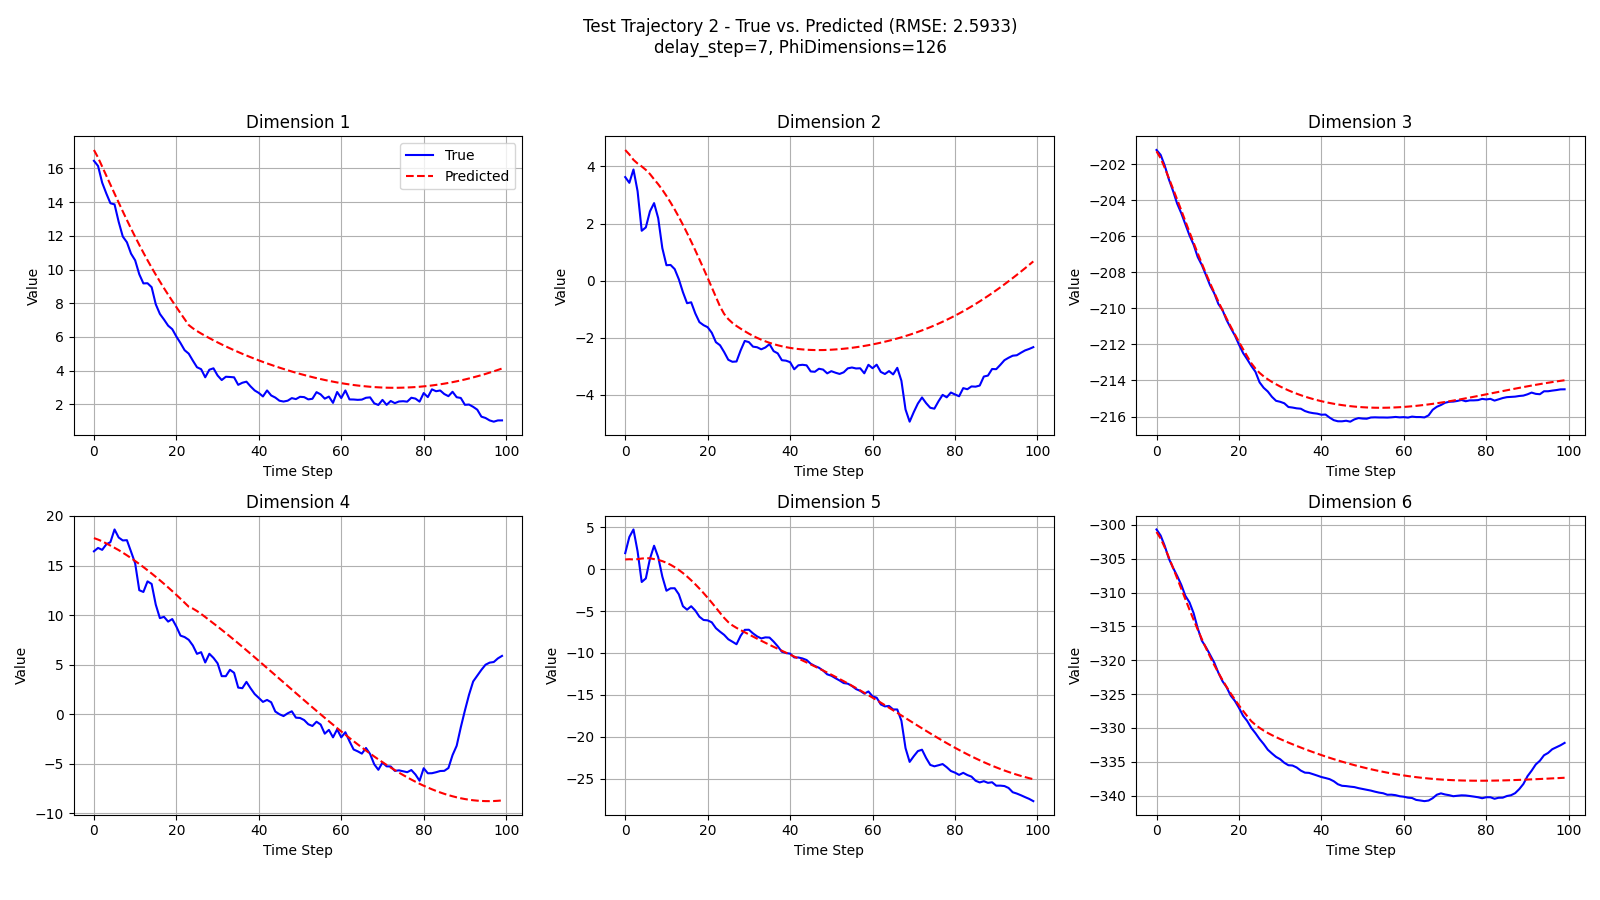 Test Trajectory 2 - True vs. Predicted (RMSE: 2.5933)
delay_step=7, PhiDimensions=126
Dimension 1
Value
16
14
12
10
8
6
4
2
0 20 40 60 80 100
Time Step
True
Predicted
Dimension 2
Value
4
2
0
−2
−4
0 20 40 60 80 100
Time Step
Dimension 3
Value
−202
−204
−206
−208
−210
−212
−214
−216
0 20 40 60 80 100
Time Step
Dimension 4
Value
20
15
10
5
0
−5
−10
0 20 40 60 80 100
Time Step
Dimension 5
Value
5
0
−5
−10
−15
−20
−25
0 20 40 60 80 100
Time Step
Dimension 6
Value
−300
−305
−310
−315
−320
−325
−330
−335
−340
0 20 40 60 80 100
Time Step